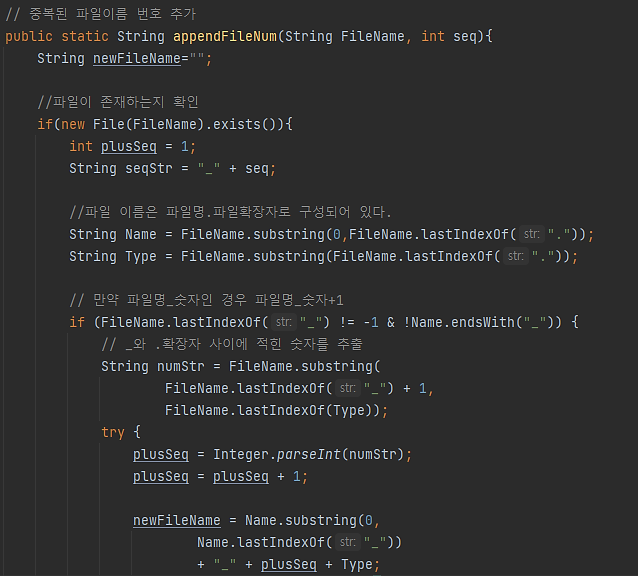 // 중복된 파일이름 번호 추가
public static String appendFileNum(String FileName, int seq){
    String newFileName="";

    //파일이 존재하는지 확인
    if(new File(FileName).exists()){
        int plusSeq = 1;
        String seqStr = "_" + seq;

        //파일 이름은 파일명.파일확장자로 구성되어 있다.
        String Name = FileName.substring(0,FileName.lastIndexOf( str: "."));
        String Type = FileName.substring(FileName.lastIndexOf( str: "."));

        // 만약 파일명_숫자인 경우 파일명_숫자+1
        if (FileName.lastIndexOf( str: "_") != -1 & !Name.endsWith("_")) {
            // _와 .확장자 사이에 적힌 숫자를 추출
            String numStr = FileName.substring(
                    FileName.lastIndexOf( str: "_") + 1,
                    FileName.lastIndexOf(Type));
            try {
                plusSeq = Integer.parseInt(numStr);
                plusSeq = plusSeq + 1;

                newFileName = Name.substring(0,
                        Name.lastIndexOf( str: "_"))
                        + "_" + plusSeq + Type;